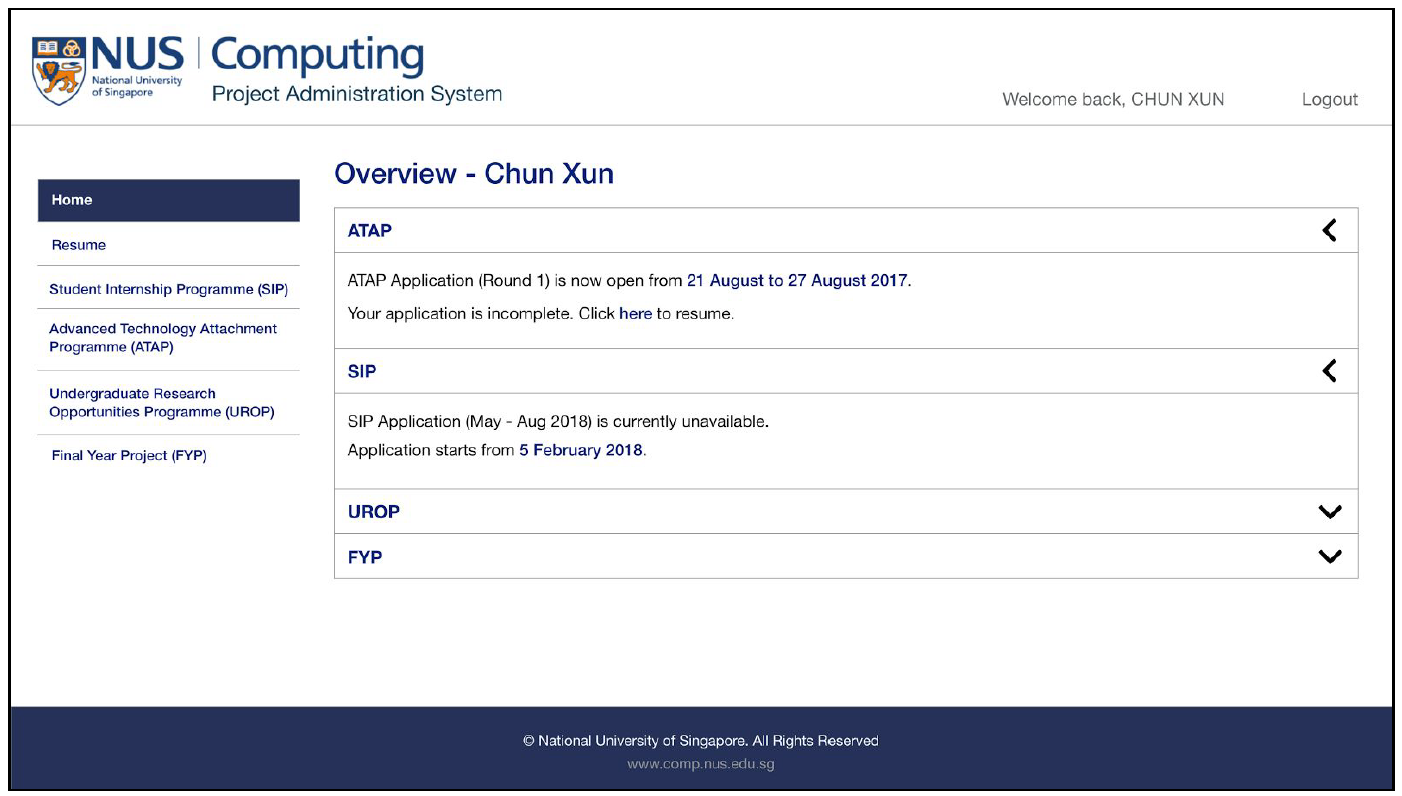 NUS
National University
of Singapore
Computing
Project Administration System
Welcome back, CHUN XUN
Logout
Home
Resume
Student Internship Programme (SIP)
Advanced Technology Attachment
Programme (ATAP)
Undergraduate Research
Opportunities Programme (UROP)
Final Year Project (FYP)
Overview - Chun Xun
ATAP
ATAP Application (Round 1) is now open from 21 August to 27 August 2017.
Your application is incomplete. Click here to resume.
SIP
SIP Application (May - Aug 2018) is currently unavailable.
Application starts from 5 February 2018.
UROP
FYP
© National University of Singapore. All Rights Reserved
www.comp.nus.edu.sg